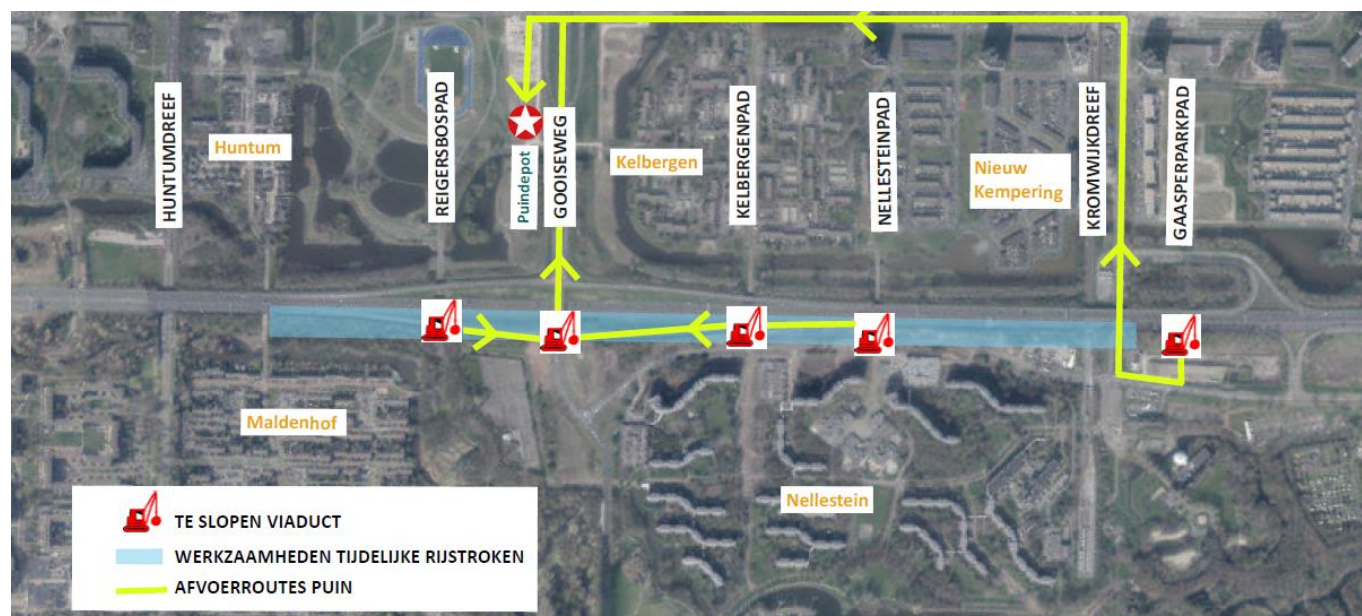 HUNTUMDREEF
Huntum
REIGERSBOSPAD
Puindepot
GOOISEWEG
Kelbergen
KELBERGENPAD
NELLESTEINPAD
Nieuw
Kempering
KROMWIJKDREEF
GAASPERPARKPAD
Maldenhof
Nellestein
TE SLOPEN VIADUCT
WERKZAAMHEDEN TIJDELIJKE RIJSTROKEN
AFVOERROUTES PUIN